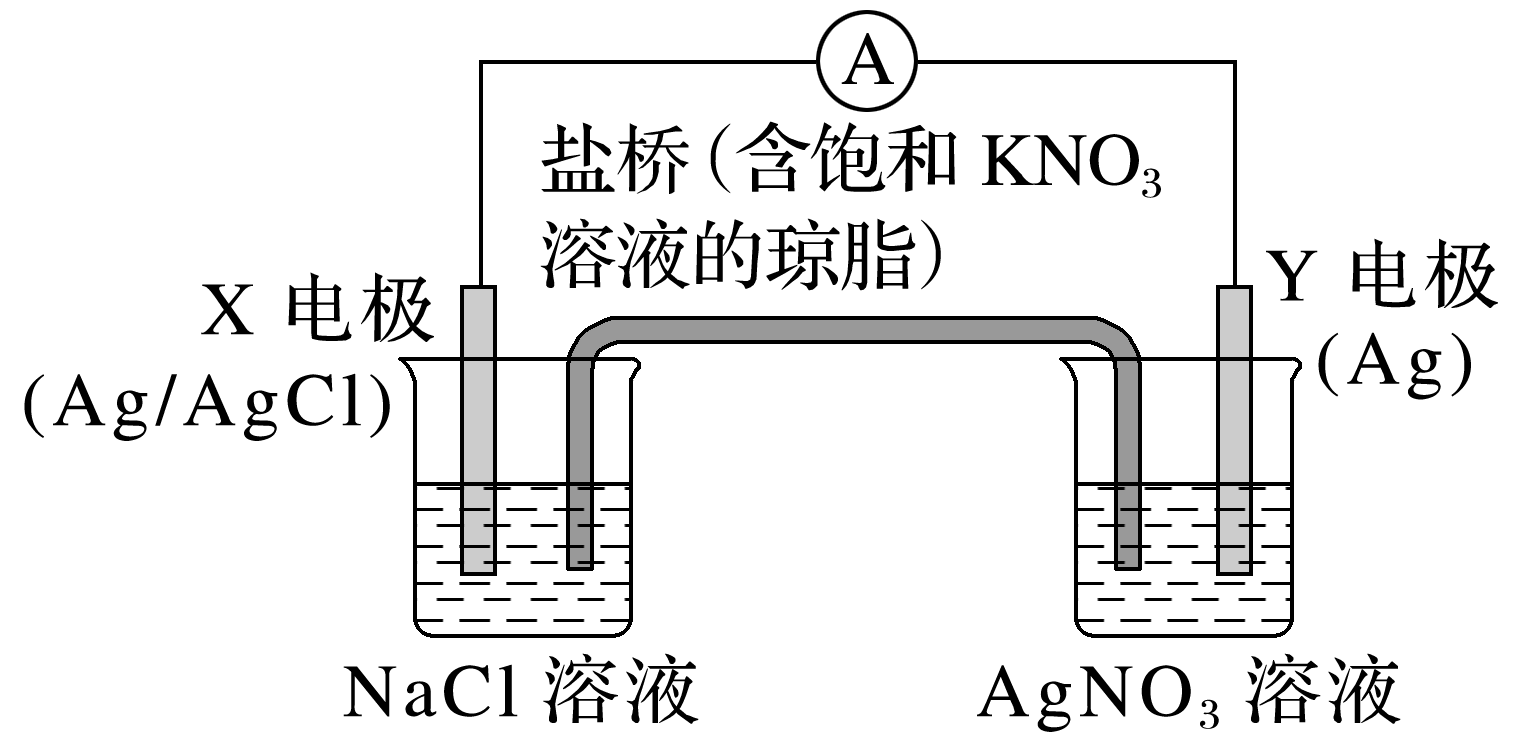 A
盐桥(含饱和 KNO₃
溶液的琼脂)
X 电极
(Ag/AgCl)
Y 电极
(Ag)
NaCl 溶液
AgNO₃ 溶液